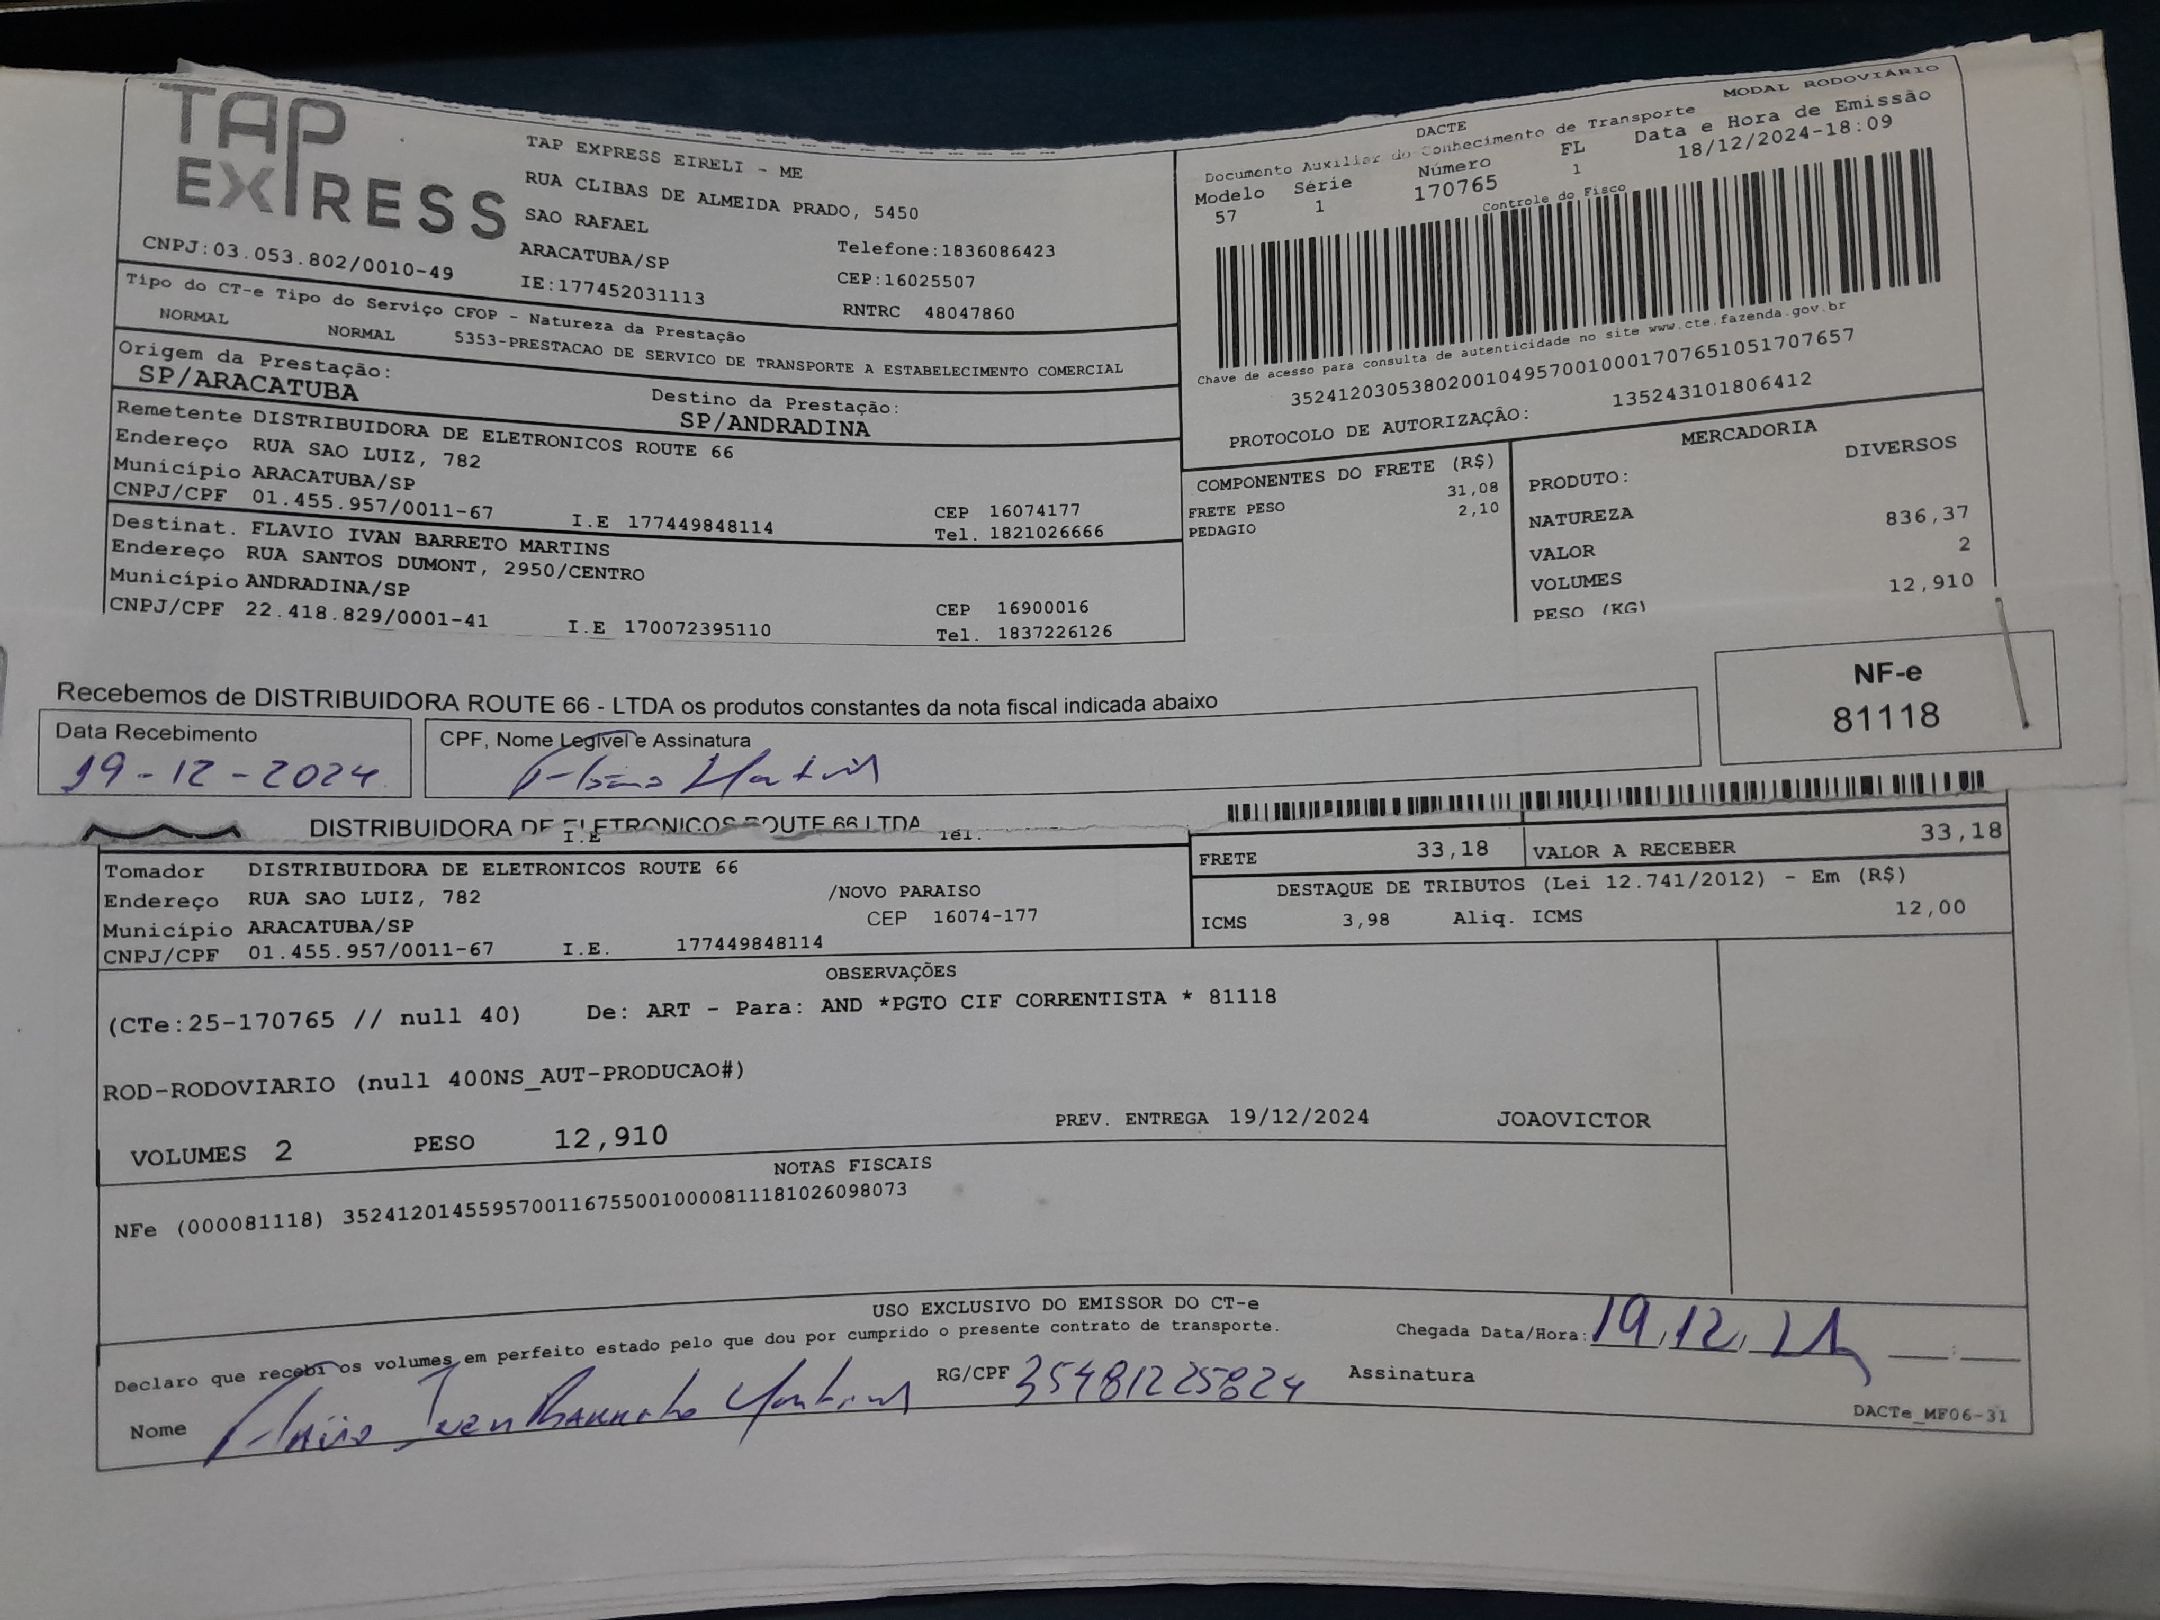 TAP EXPRESS
TAP EXPRESS EIRELI - ME
RUA CLIBAS DE ALMEIDA PRADO, 5450
SAO RAFAEL
ARACATUBA/SP Telefone:1836086423
CNPJ:03.053.802/0010-49 IE:177452031113 CEP:16025507
RNTRC 48047860
MODAL RODOVIÁRIO
DACTE
Documento Auxiliar do Conhecimento de Transporte
Modelo Série Número FL Data e Hora de Emissão
57 1 170765 1 18/12/2024-18:09
Controle do Fisco
Chave de acesso para consulta de autenticidade no site www.cte.fazenda.gov.br
35241203053802001049570010001707651051707657
PROTOCOLO DE AUTORIZAÇÃO: 135243101806412
Tipo do CT-e Tipo do Serviço CFOP - Natureza da Prestação
NORMAL NORMAL 5353-PRESTACAO DE SERVICO DE TRANSPORTE A ESTABELECIMENTO COMERCIAL
Origem da Prestação: Destino da Prestação:
SP/ARACATUBA SP/ANDRADINA
Remetente DISTRIBUIDORA DE ELETRONICOS ROUTE 66
Endereço RUA SAO LUIZ, 782
Município ARACATUBA/SP CEP 16074177
CNPJ/CPF 01.455.957/0011-67 I.E 177449848114 Tel. 1821026666
Destinat. FLAVIO IVAN BARRETO MARTINS
Endereço RUA SANTOS DUMONT, 2950/CENTRO
Município ANDRADINA/SP CEP 16900016
CNPJ/CPF 22.418.829/0001-41 I.E 170072395110 Tel. 1837226126
COMPONENTES DO FRETE (R$)
FRETE PESO 31,08
PEDAGIO 2,10
MERCADORIA
PRODUTO: DIVERSOS
NATUREZA
VALOR 836,37
VOLUMES 2
PESO (KG) 12,910
Recebemos de DISTRIBUIDORA ROUTE 66 - LTDA os produtos constantes da nota fiscal indicada abaixo
NF-e
81118
Data Recebimento CPF, Nome Legível e Assinatura
19-12-2024 Flavio Martins
DISTRIBUIDORA DE ELETRONICOS ROUTE 66 LTDA
I.E Tel.
FRETE 33,18 VALOR A RECEBER 33,18
Tomador DISTRIBUIDORA DE ELETRONICOS ROUTE 66
Endereço RUA SAO LUIZ, 782 /NOVO PARAISO
Município ARACATUBA/SP CEP 16074-177
CNPJ/CPF 01.455.957/0011-67 I.E. 177449848114
DESTAQUE DE TRIBUTOS (Lei 12.741/2012) - Em (R$)
ICMS 3,98 Aliq. ICMS 12,00
OBSERVAÇÕES
(CTe:25-170765 // null 40) De: ART - Para: AND *PGTO CIF CORRENTISTA * 81118
ROD-RODOVIARIO (null 400NS_AUT-PRODUCAO#)
VOLUMES 2 PESO 12,910 PREV. ENTREGA 19/12/2024 JOAOVICTOR
NOTAS FISCAIS
NFe (000081118) 35241201455957001167550010000811181026098073
USO EXCLUSIVO DO EMISSOR DO CT-e
Declaro que recebi os volumes em perfeito estado pelo que dou por cumprido o presente contrato de transporte. Chegada Data/Hora: 19,12,24 :
Nome Flávio Ivan Barreto Martins RG/CPF 35481225824 Assinatura
DACTe_MF06-31